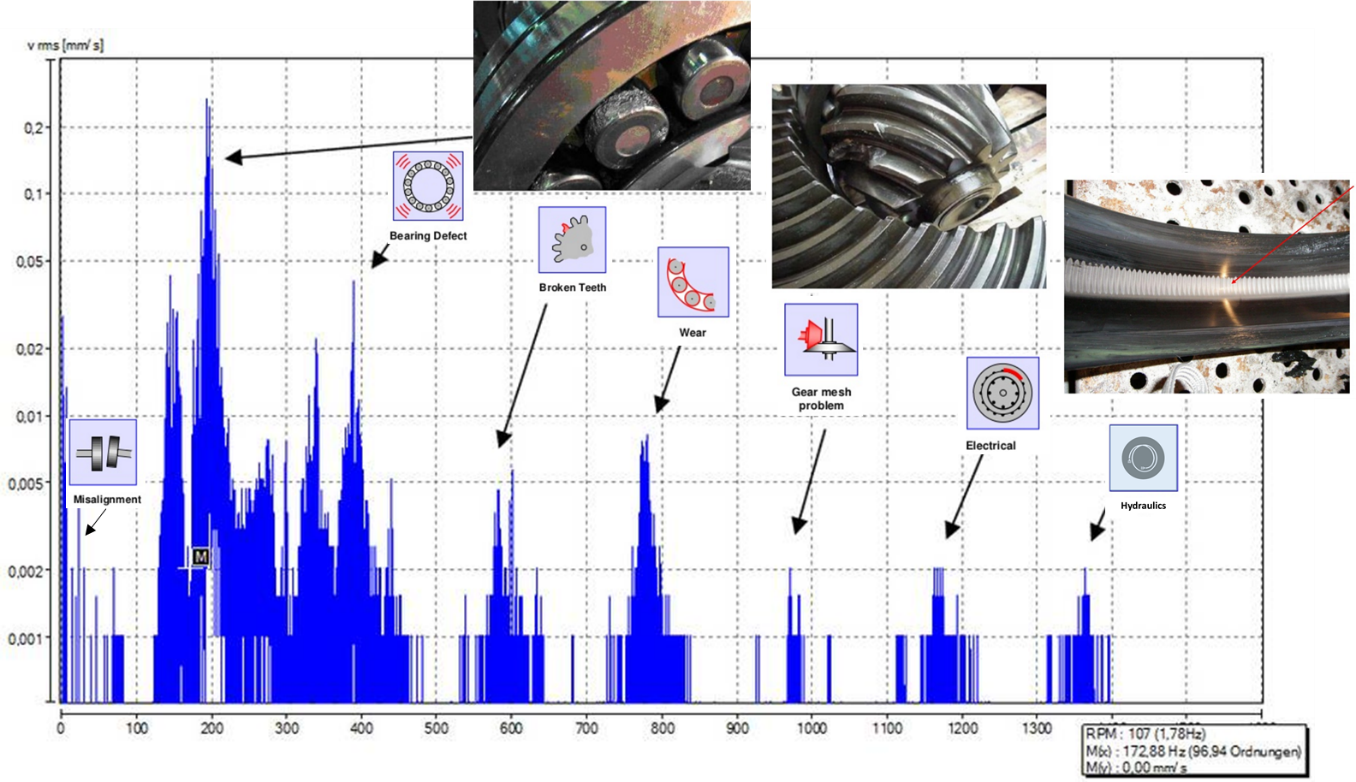 v rms [mm/s]
0,2
0,1
0,05
0,02
0,01
0,005
0,002
0,001
Bearing Defect
Broken Teeth
Wear
Gear mesh
problem
Electrical
Hydraulics
Misalignment
M
0 100 200 300 400 500 600 700 800 900 1000 1100 1200 1300
RPM : 107 (1,78Hz)
M(x) : 172,88 Hz (96,94 Ordnungen)
M(y) : 0,00 mm/s